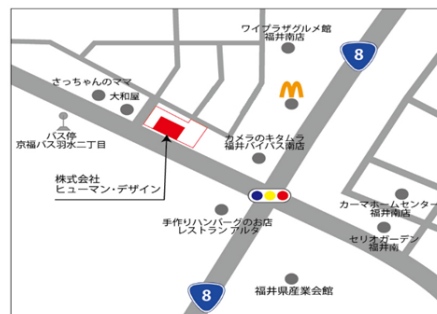 ワイプラザグルメ館
福井南店
8
さっちゃんのママ
大和屋
バス停
京福バス羽水二丁目
カメラのキタムラ
福井バイパス南店
株式会社
ヒューマン・デザイン
手作りハンバーグのお店
レストラン アルタ
カーマホームセンター
福井南店
セリオガーデン
福井南
福井県産業会館
8